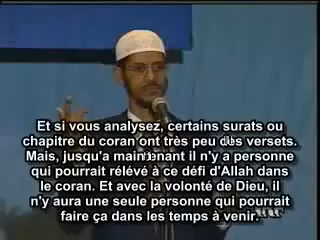 Et si vous analysez, certains surats ou
chapitre du coran ont très peu des versets.
Mais, jusqu'a maintenant il n'y a personne
qui pourrait rélévé à ce défi d'Allah dans
le coran. Et avec la volonté de Dieu, il
n'y aura une seule personne qui pourrait
faire ça dans les temps à venir.